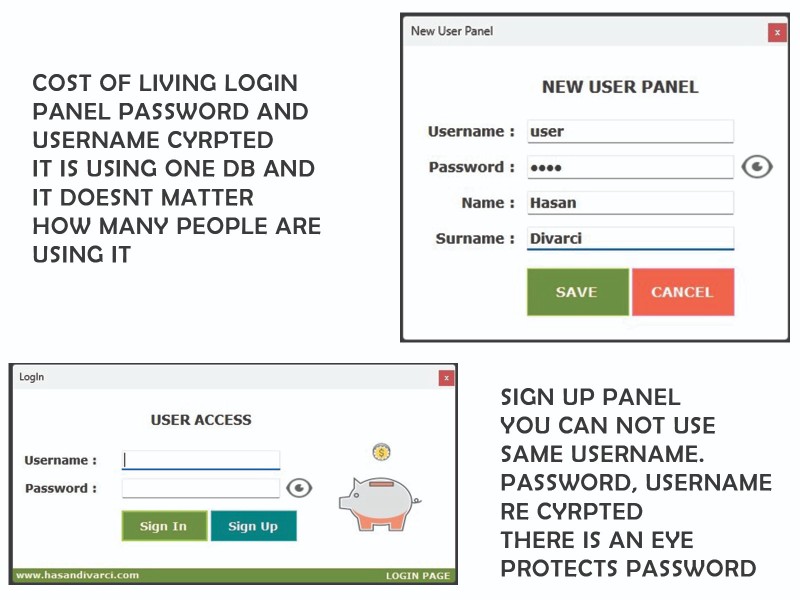 COST OF LIVING LOGIN
PANEL PASSWORD AND
USERNAME CYRPTED
IT IS USING ONE DB AND
IT DOESNT MATTER
HOW MANY PEOPLE ARE
USING IT
New User Panel
x
NEW USER PANEL
Username : user
Password : ••••
Name : Hasan
Surname : Divarci
SAVE CANCEL
LogIn
x
USER ACCESS
Username :
Password :
$
Sign In Sign Up
www.hasandivarci.com LOGIN PAGE
SIGN UP PANEL
YOU CAN NOT USE
SAME USERNAME.
PASSWORD, USERNAME
RE CYRPTED
THERE IS AN EYE
PROTECTS PASSWORD